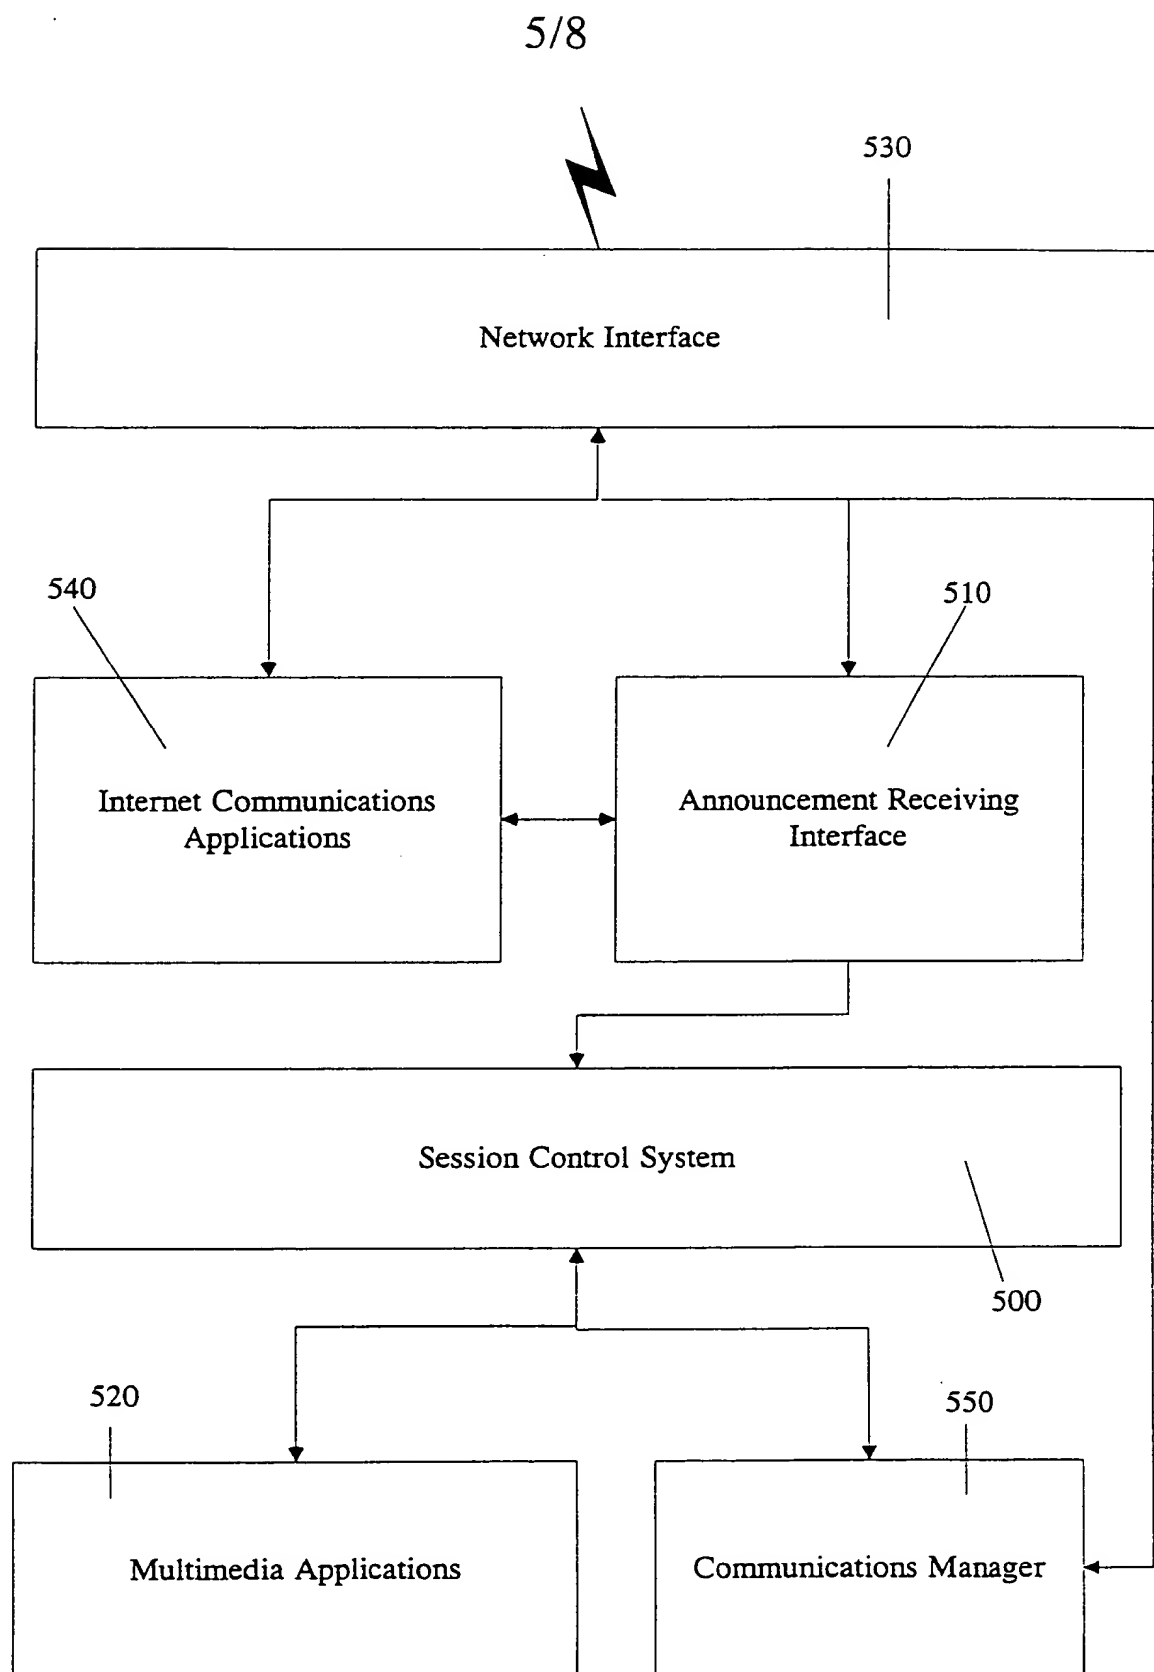 5/8
530
Network Interface
540
510
Internet Communications
Applications
Announcement Receiving
Interface
Session Control System
500
520
550
Multimedia Applications
Communications Manager